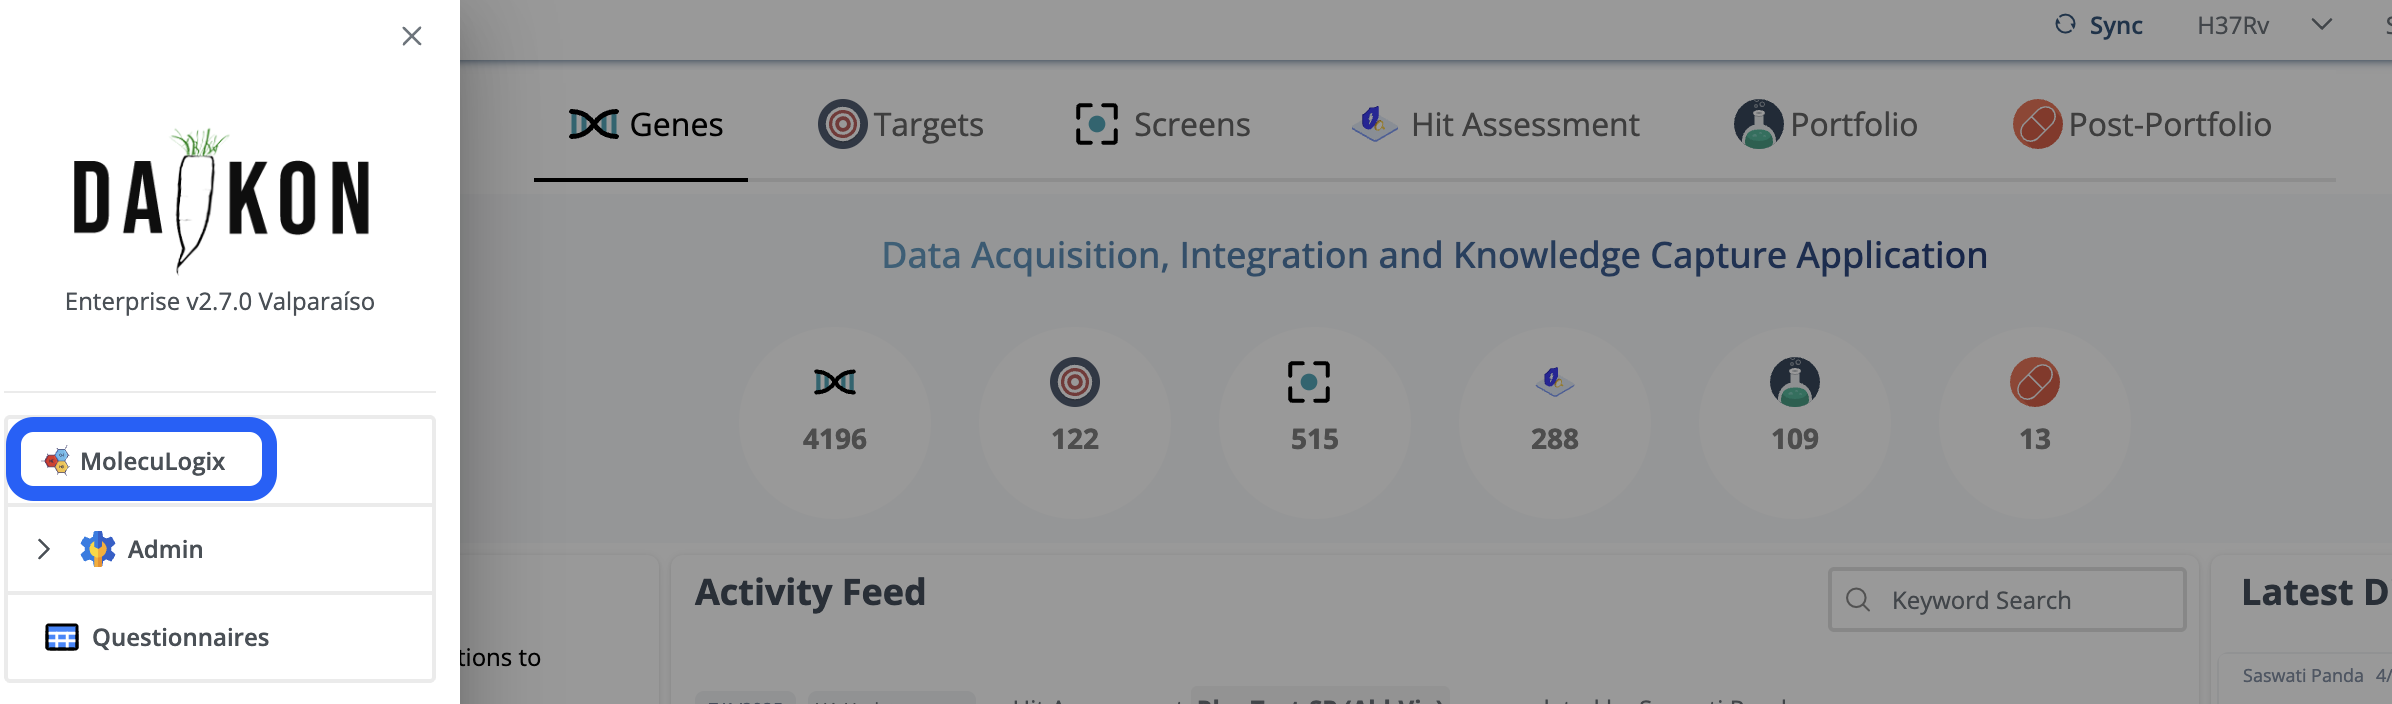 DAIKON
Enterprise v2.7.0 Valparaíso
MolecuLogix
Admin
Questionnaires
Sync H37Rv
Genes Targets Screens Hit Assessment Portfolio Post-Portfolio
Data Acquisition, Integration and Knowledge Capture Application
4196 122 515 288 109 13
tions to
Activity Feed
Keyword Search
Latest D
Saswati Panda 4/